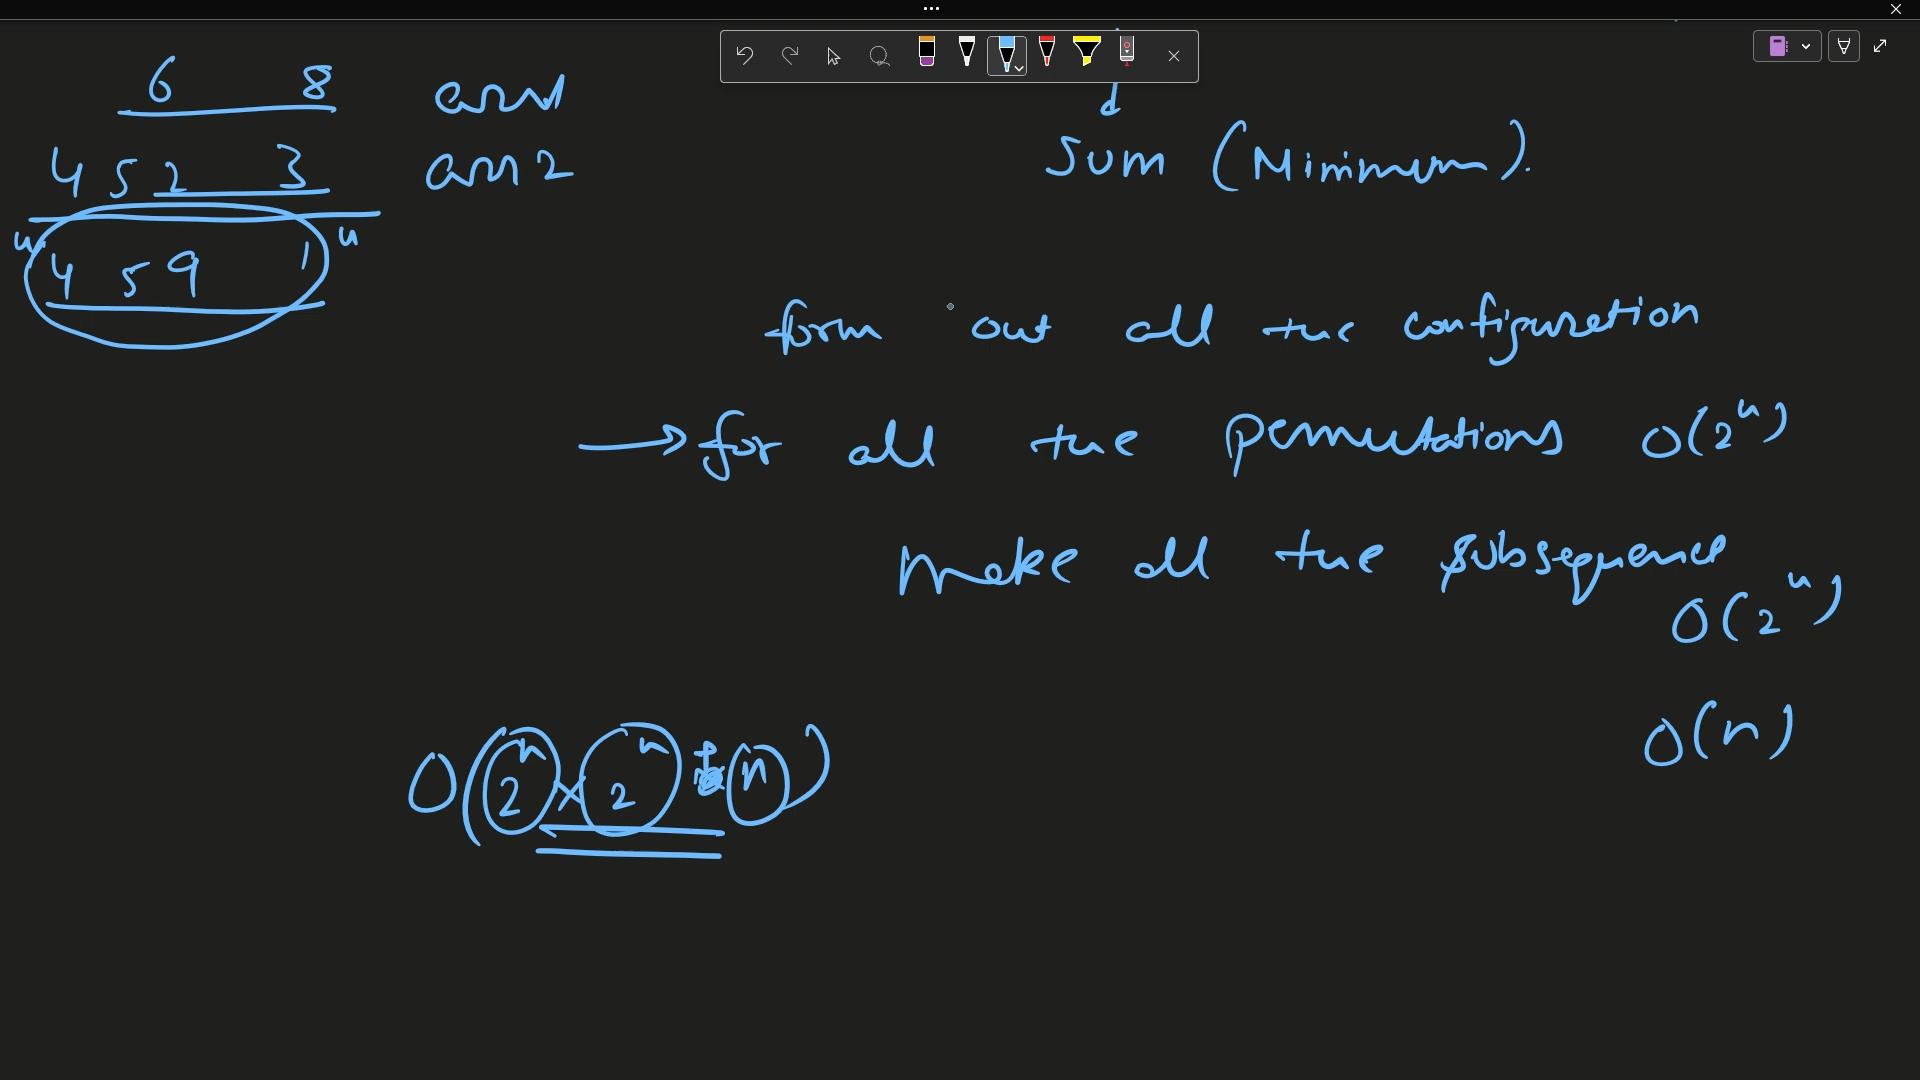 6 8 arr1
4 5 2 3 arr2
" 4 5 9 1 "
Sum (Minimum).
form out all the configuration
→ for all the permutations O(2^n)
Make all the subsequence
O(2^n)
O(n)
O(2^n × 2^n * n)